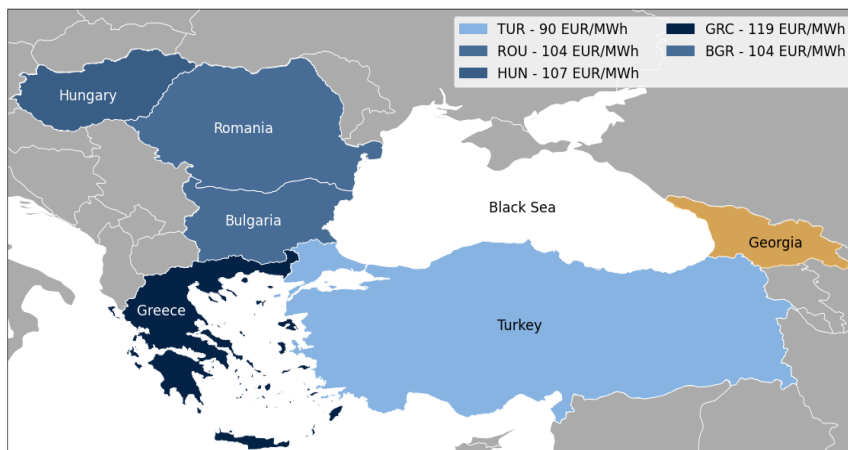 TUR - 90 EUR/MWh
ROU - 104 EUR/MWh
HUN - 107 EUR/MWh
GRC - 119 EUR/MWh
BGR - 104 EUR/MWh
Hungary
Romania
Bulgaria
Black Sea
Georgia
Greece
Turkey